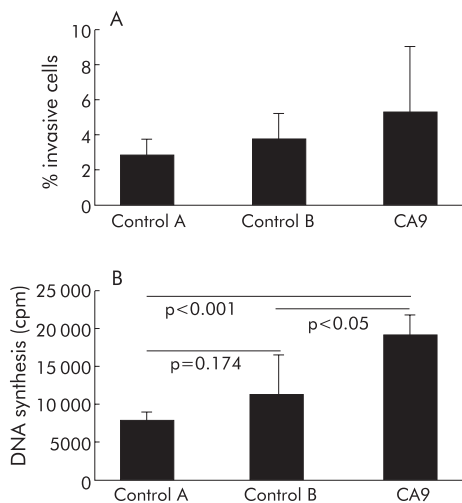 A
% invasive cells
10
8
6
4
2
0
Control A Control B CA9
B
DNA synthesis (cpm)
25 000
20 000
15 000
10 000
5000
0
p<0.001
p<0.05
p=0.174
Control A Control B CA9